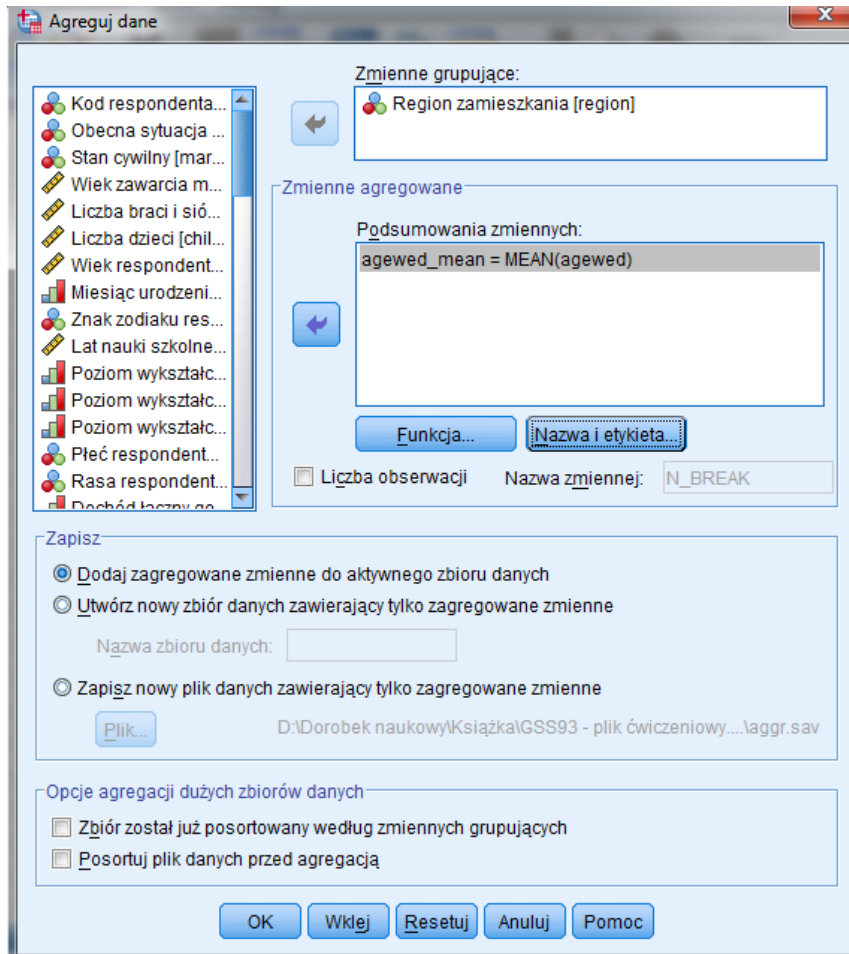 Agreguj dane
Kod respondenta...
Obecna sytuacja ...
Stan cywilny [mar...
Wiek zawarcia m...
Liczba braci i sió...
Liczba dzieci [chil...
Wiek respondent...
Miesiąc urodzeni...
Znak zodiaku res...
Lat nauki szkolne...
Poziom wykształc...
Poziom wykształc...
Poziom wykształc...
Płeć respondent...
Rasa respondent...
Dochód łączny go...
Zmienne grupujące:
Region zamieszkania [region]
Zmienne agregowane
Podsumowania zmiennych:
agewed_mean = MEAN(agewed)
Funkcja... Nazwa i etykieta...
Liczba obserwacji Nazwa zmiennej: N_BREAK
Zapisz
Dodaj zagregowane zmienne do aktywnego zbioru danych
Utwórz nowy zbiór danych zawierający tylko zagregowane zmienne
Nazwa zbioru danych:
Zapisz nowy plik danych zawierający tylko zagregowane zmienne
Plik... D:\Dorobek naukowy\Książka\GSS93 - plik ćwiczeniowy....\aggr.sav
Opcje agregacji dużych zbiorów danych
Zbiór został już posortowany według zmiennych grupujących
Posortuj plik danych przed agregacją
OK Wklej Resetuj Anuluj Pomoc